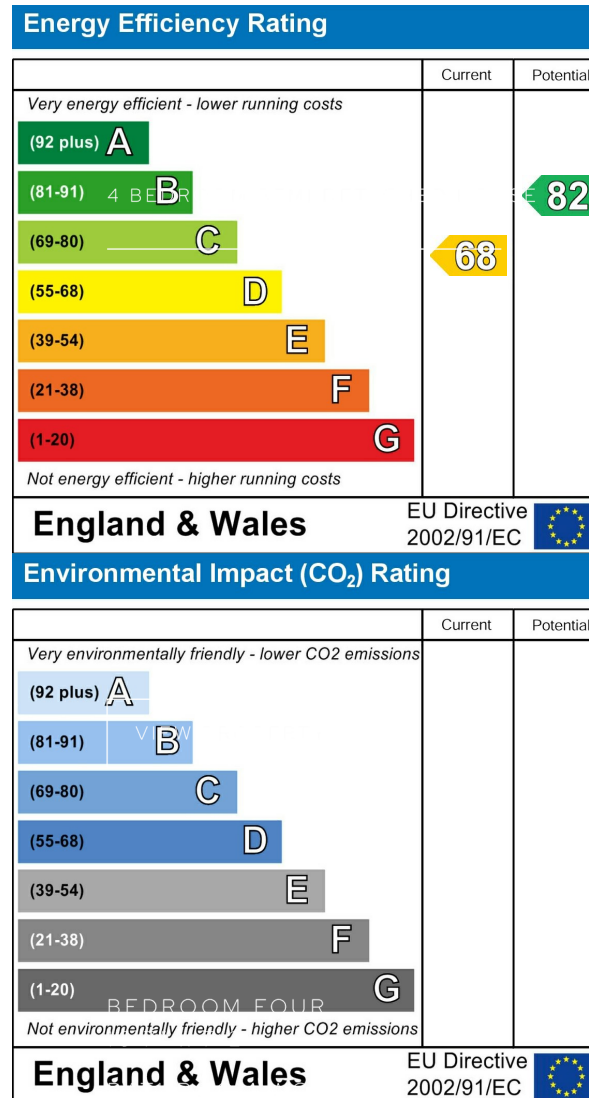 Energy Efficiency Rating
Current Potential
Very energy efficient - lower running costs
(92 plus) A
(81-91) B
4 BEDR
82
(69-80) C
68
(55-68) D
(39-54) E
(21-38) F
(1-20) G
Not energy efficient - higher running costs
England & Wales
EU Directive
2002/91/EC
Environmental Impact (CO₂) Rating
Current Potential
Very environmentally friendly - lower CO2 emissions
(92 plus) A
(81-91) B
(69-80) C
(55-68) D
(39-54) E
(21-38) F
(1-20) G
BEDROOM FOUR
Not environmentally friendly - higher CO2 emissions
England & Wales
EU Directive
2002/91/EC